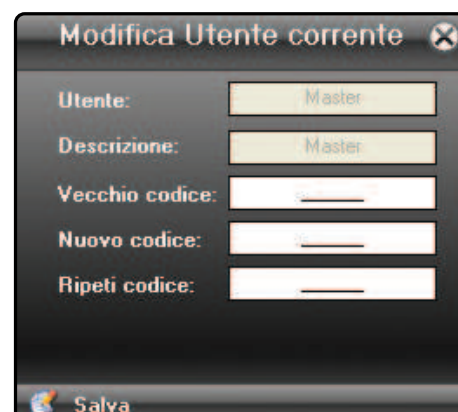 Modifica Utente corrente
Utente: Master
Descrizione: Master
Vecchio codice:
Nuovo codice:
Ripeti codice:
Salva